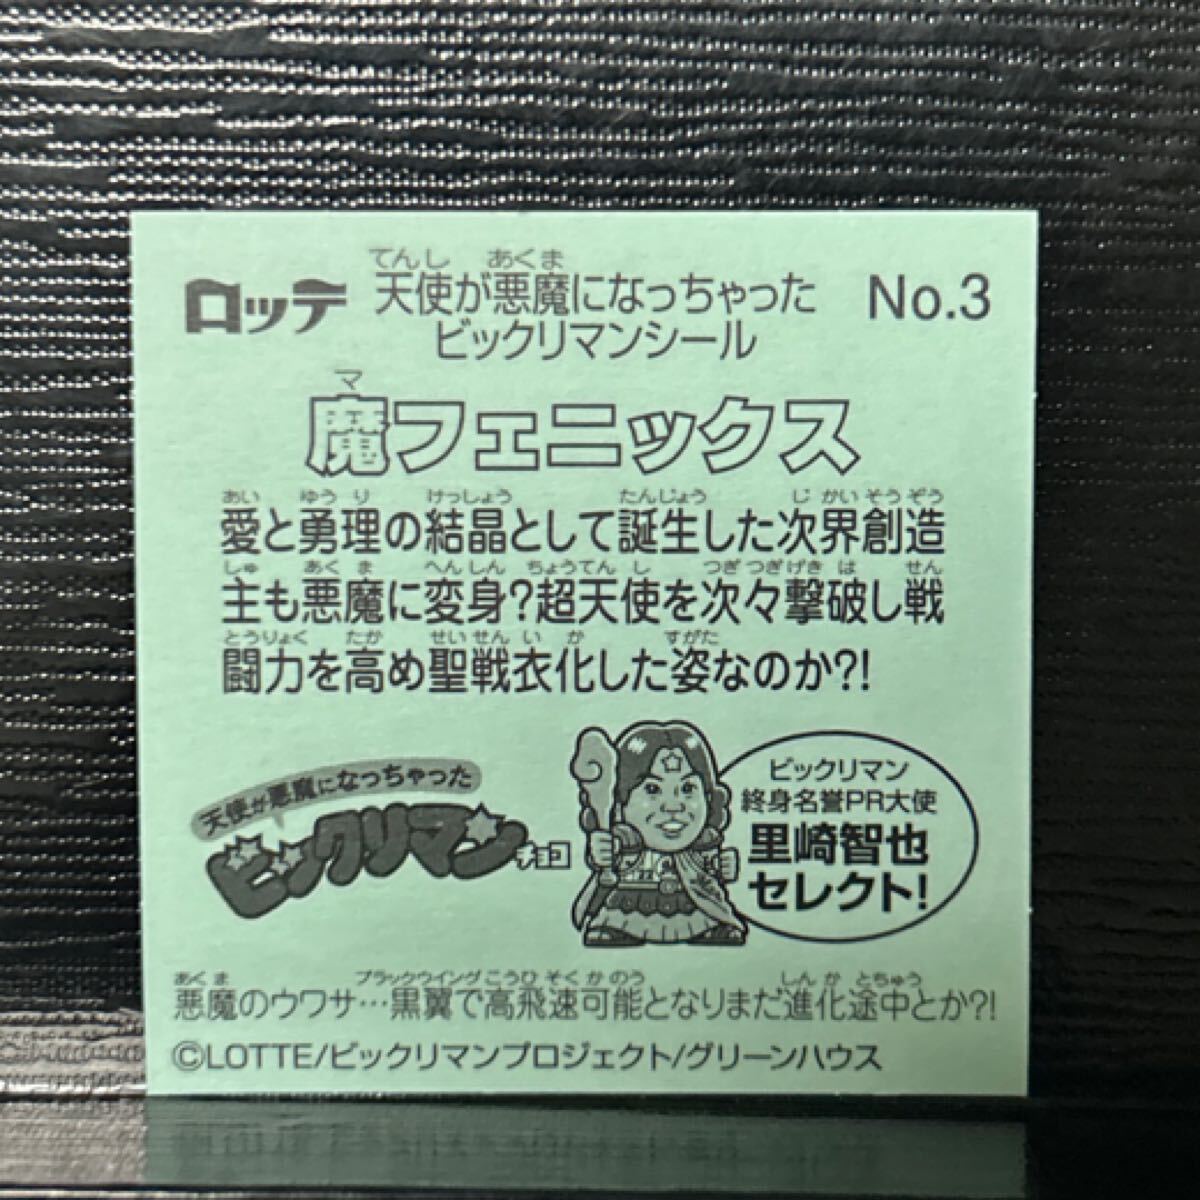 ロッテ
てんし あくま
天使が悪魔になっちゃった
ビックリマンシール
No.3
マ
魔フェニックス
あい ゆうり けっしょう たんじょう じかいそうぞう
愛と勇理の結晶として誕生した次界創造
しゅ あくま へんしん ちょうてんし つぎつぎげきは せん
主も悪魔に変身?超天使を次々撃破し戦
とうりょく たか せいせんいか すがた
闘力を高め聖戦衣化した姿なのか?!
天使が悪魔になっちゃった
ビックリマン
チョコ
22
ビックリマン
終身名誉PR大使
里崎智也
セレクト!
あくま ブラックウイング こうひそくかのう しんかとちゅう
悪魔のウワサ…黒翼で高飛速可能となりまだ進化途中とか?!
©LOTTE/ビックリマンプロジェクト/グリーンハウス